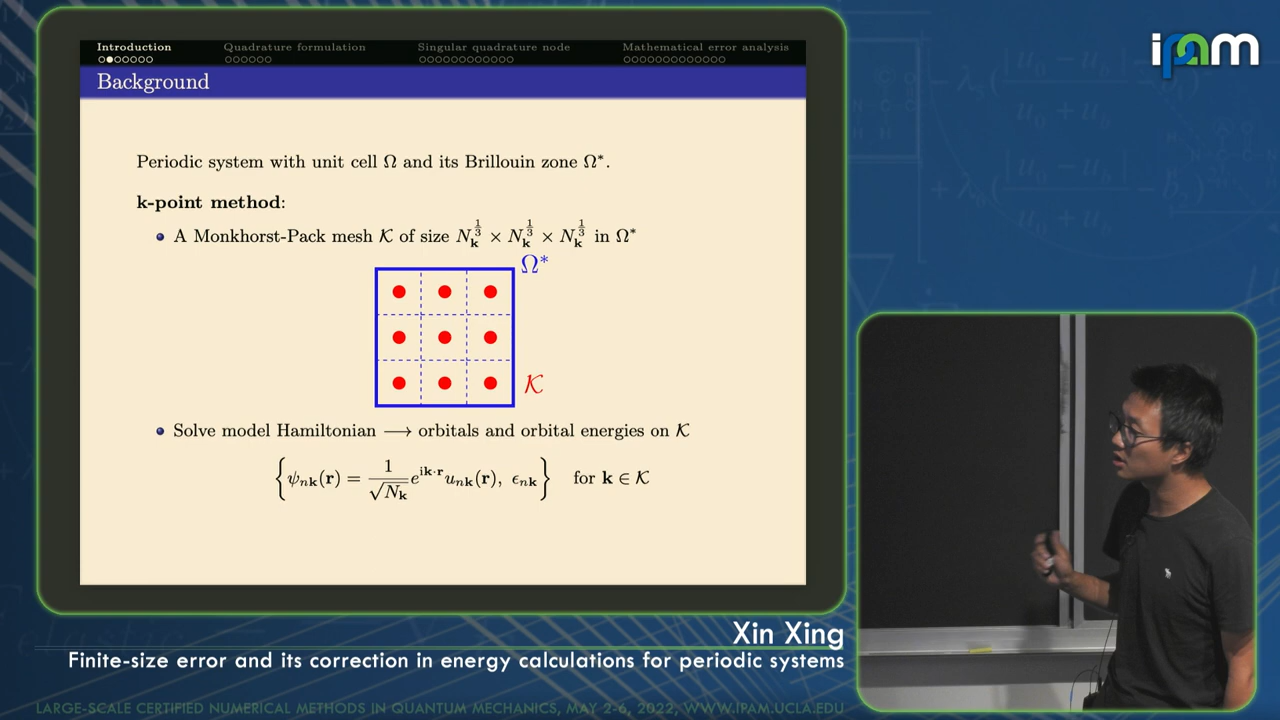 Introduction Quadrature formulation Singular quadrature node Mathematical error analysis
Background
Periodic system with unit cell Ω and its Brillouin zone Ω*.
k-point method:
A Monkhorst-Pack mesh 𝒦 of size N_k^{1/3} × N_k^{1/3} × N_k^{1/3} in Ω*
Ω*
𝒦
Solve model Hamiltonian ⟶ orbitals and orbital energies on 𝒦
{ψ_{nk}(r) = 1/√N_k e^{ik·r} u_{nk}(r), ϵ_{nk}} for k ∈ 𝒦
ipam
Xin Xing
Finite-size error and its correction in energy calculations for periodic systems
LARGE-SCALE CERTIFIED NUMERICAL METHODS IN QUANTUM MECHANICS, MAY 2-6, 2022, WWW.IPAM.UCLA.EDU